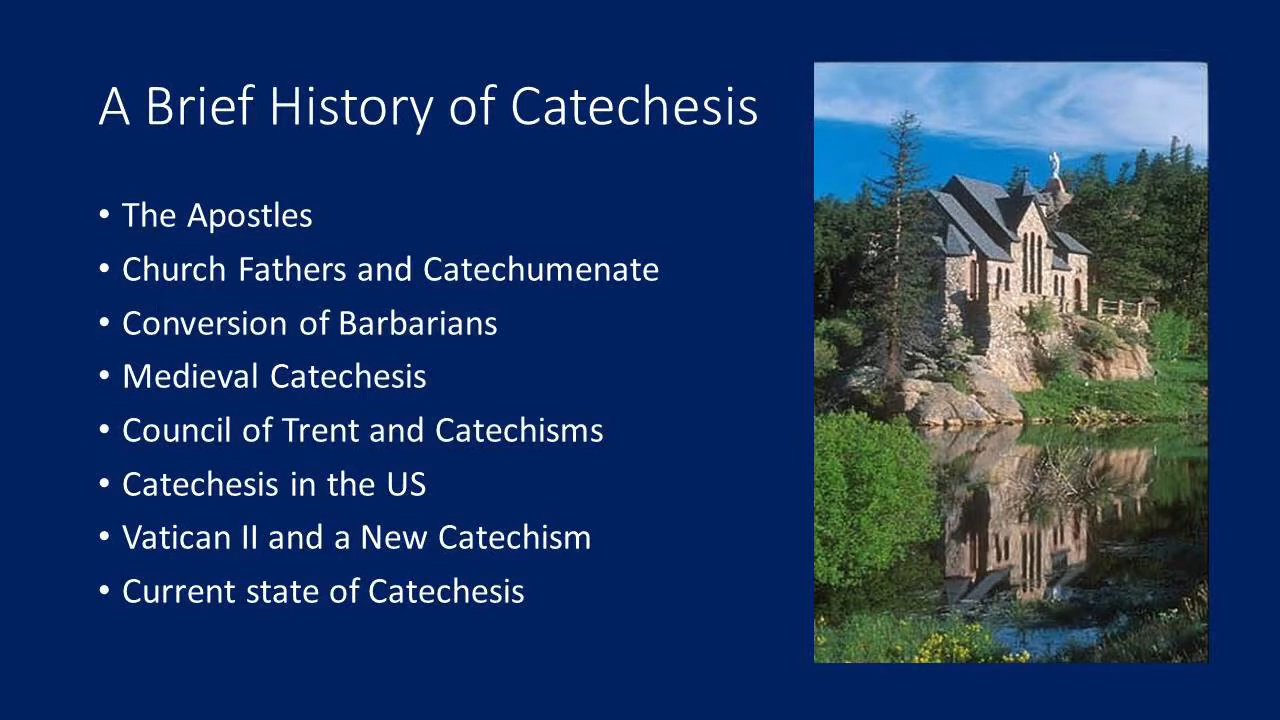 A Brief History of Catechesis
• The Apostles
• Church Fathers and Catechumenate
• Conversion of Barbarians
• Medieval Catechesis
• Council of Trent and Catechisms
• Catechesis in the US
• Vatican II and a New Catechism
• Current state of Catechesis